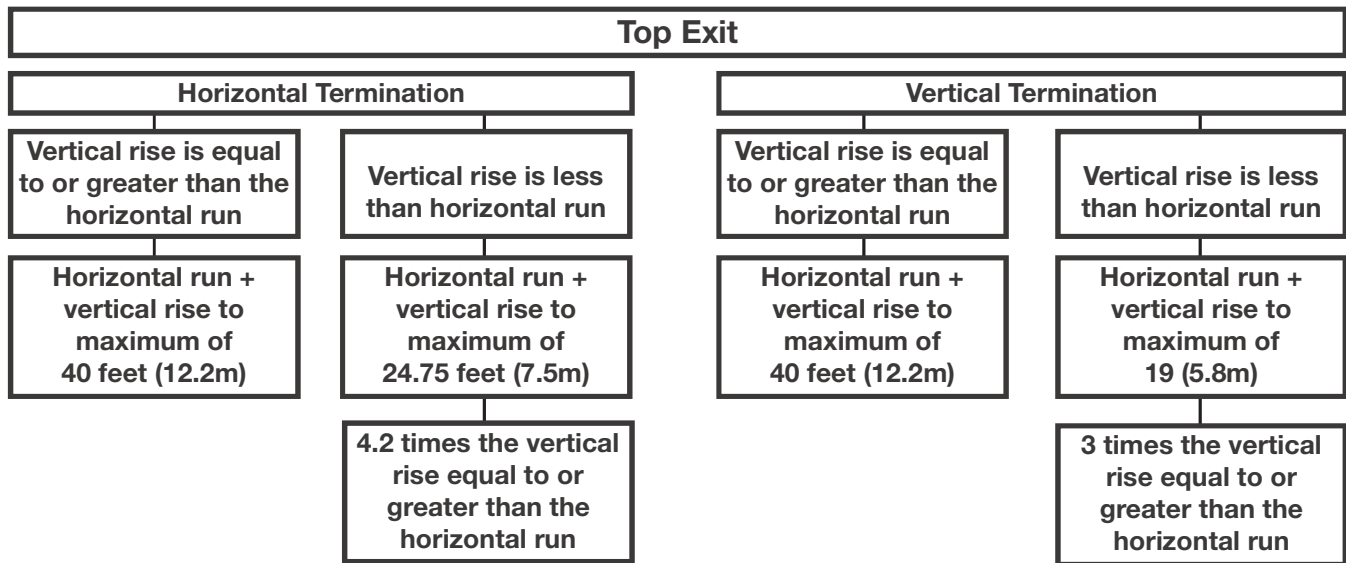 Top Exit
Horizontal Termination
Vertical Termination
Vertical rise is equal
to or greater than the
horizontal run
Vertical rise is less
than horizontal run
Vertical rise is equal
to or greater than the
horizontal run
Vertical rise is less
than horizontal run
Horizontal run +
vertical rise to
maximum of
40 feet (12.2m)
Horizontal run +
vertical rise to
maximum of
24.75 feet (7.5m)
Horizontal run +
vertical rise to
maximum of
40 feet (12.2m)
Horizontal run +
vertical rise to
maximum of
19 (5.8m)
4.2 times the vertical
rise equal to or
greater than the
horizontal run
3 times the vertical
rise equal to or
greater than the
horizontal run